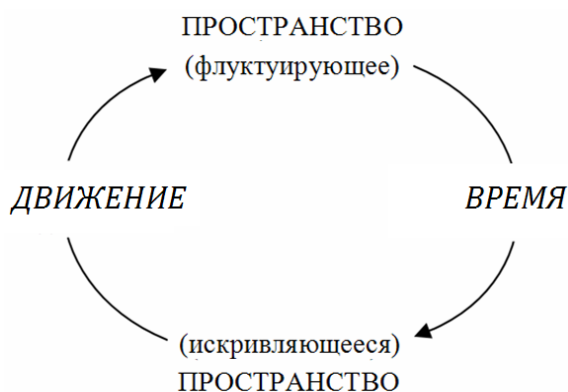 ПРОСТРАНСТВО
(флуктуирующее)
ДВИЖЕНИЕ
ВРЕМЯ
(искривляющееся)
ПРОСТРАНСТВО